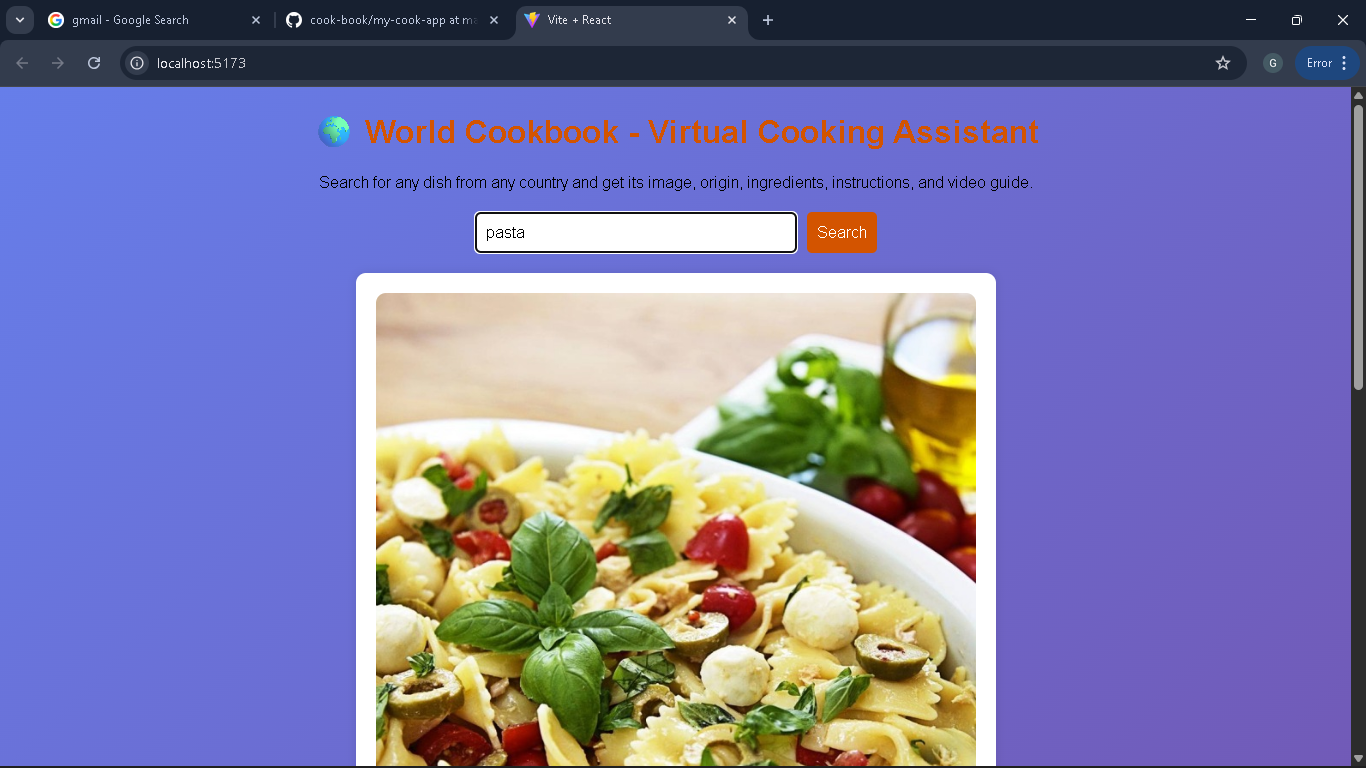 gmail - Google Search
cook-book/my-cook-app at ma
Vite + React
localhost:5173
G
Error
World Cookbook - Virtual Cooking Assistant
Search for any dish from any country and get its image, origin, ingredients, instructions, and video guide.
pasta
Search